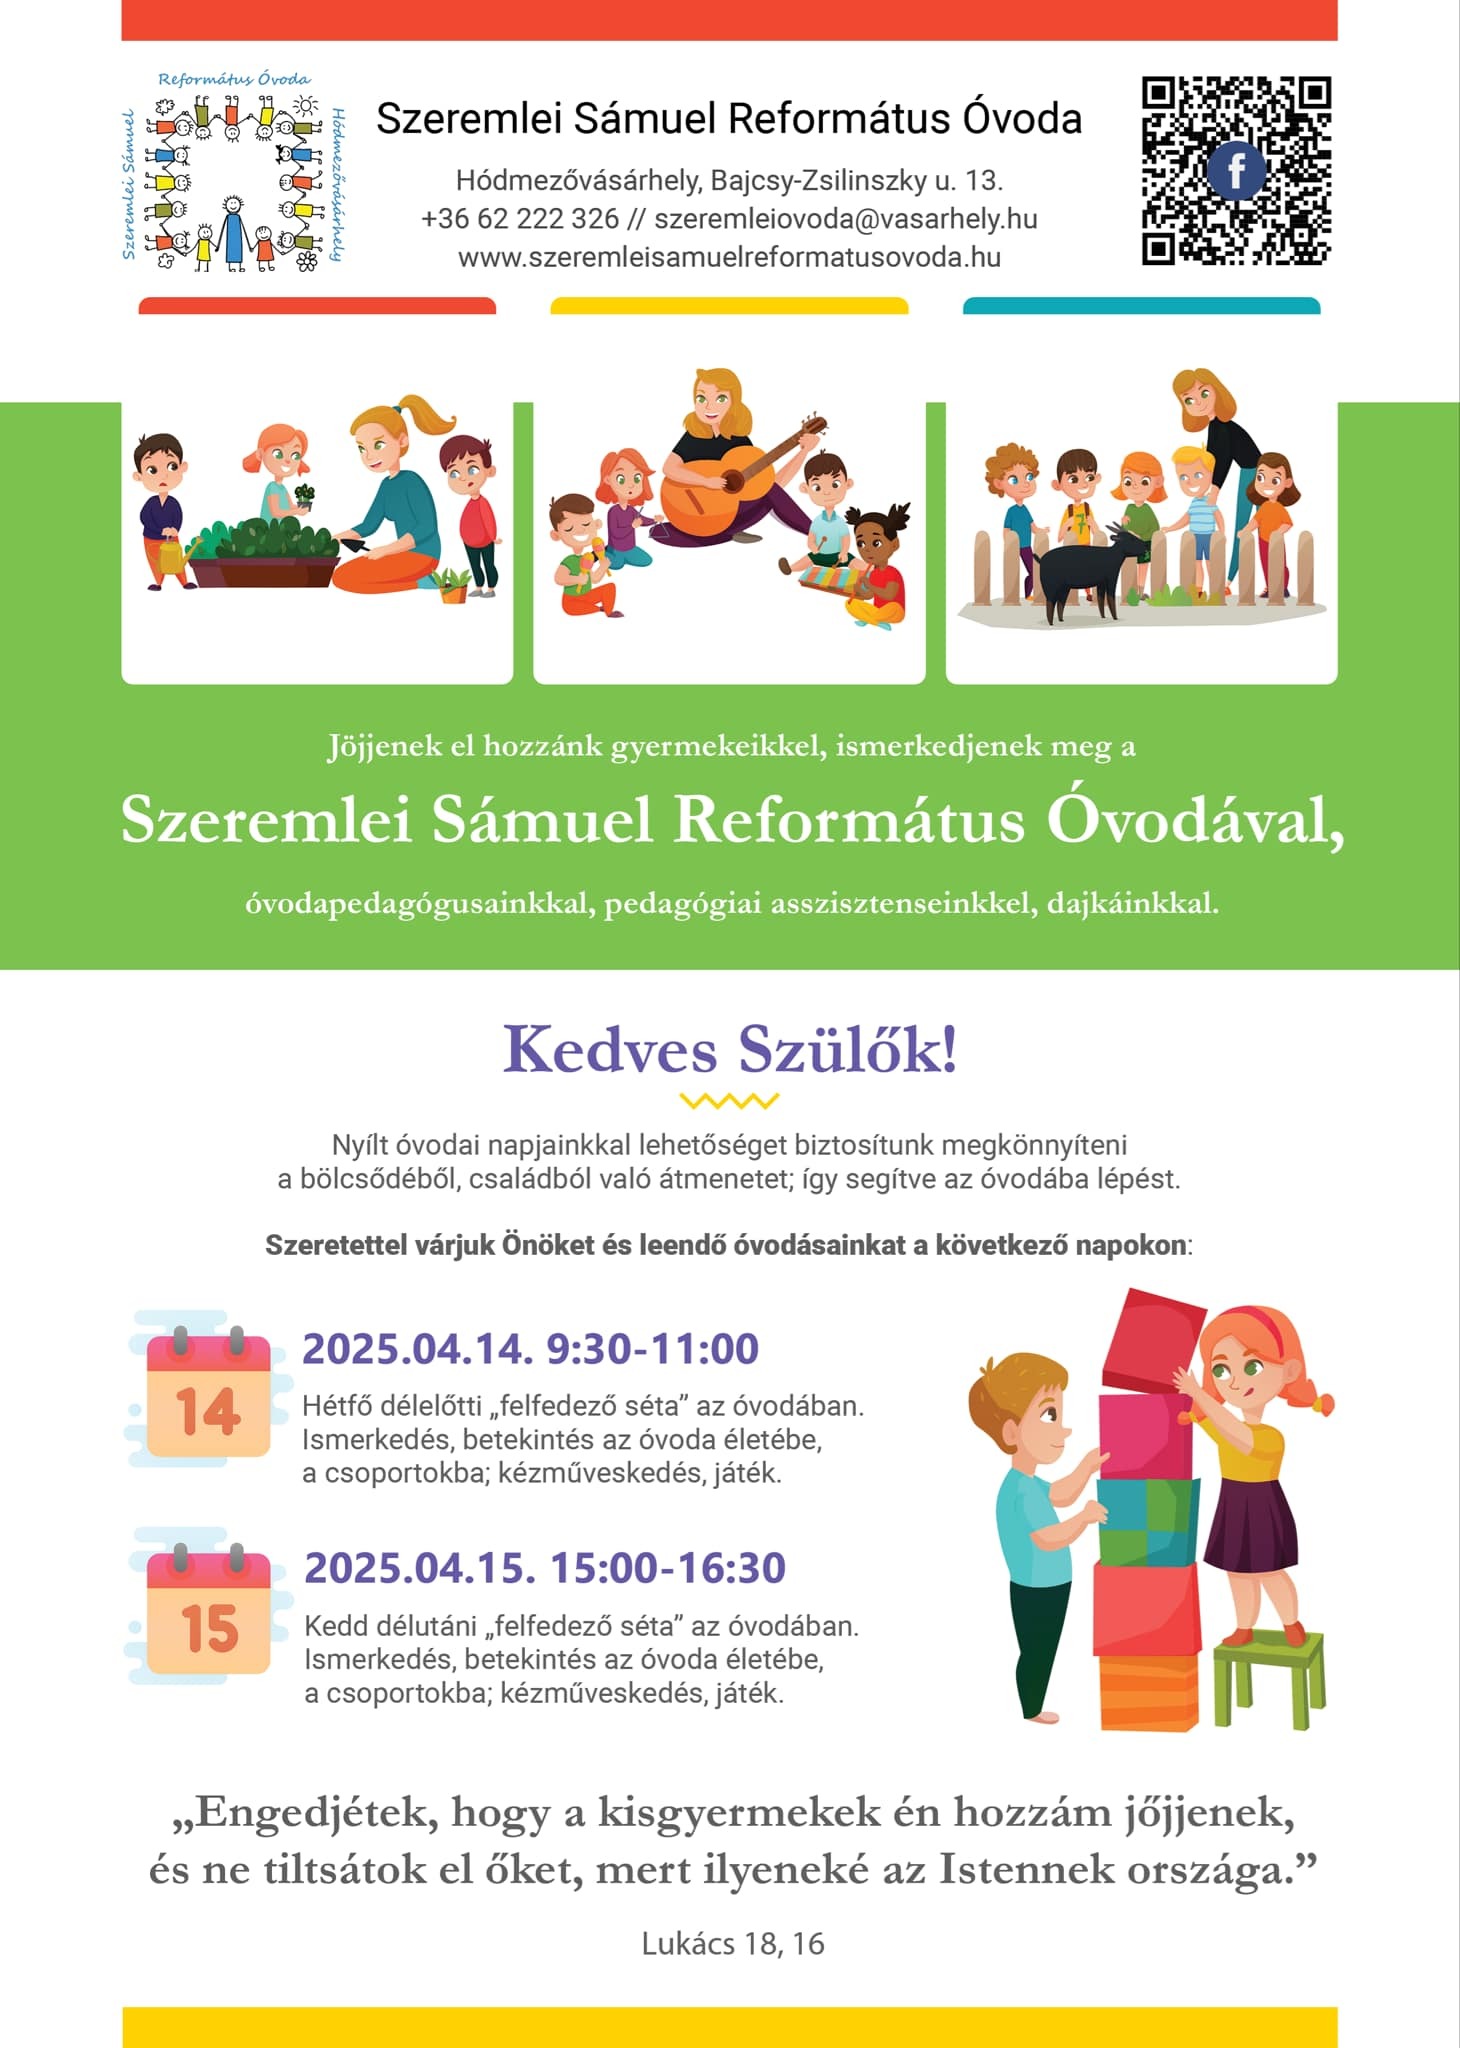 Református Óvoda
Szeremlei Sámuel
Hódmezővásárhely
Szeremlei Sámuel Református Óvoda
Hódmezővásárhely, Bajcsy-Zsilinszky u. 13.
+36 62 222 326 // szeremleiovoda@vasarhely.hu
www.szeremleisamuelreformatusovoda.hu
f
Jöjjenek el hozzánk gyermekeikkel, ismerkedjenek meg a
Szeremlei Sámuel Református Óvodával,
óvodapedagógusainkkal, pedagógiai asszisztenseinkkel, dajkáinkkal.
Kedves Szülők!
Nyílt óvodai napjainkkal lehetőséget biztosítunk megkönnyíteni
a bölcsődéből, családból való átmenetet; így segítve az óvodába lépést.
Szeretettel várjuk Önöket és leendő óvodásainkat a következő napokon:
14
2025.04.14. 9:30-11:00
Hétfő délelőtti „felfedező séta” az óvodában.
Ismerkedés, betekintés az óvoda életébe,
a csoportokba; kézműveskedés, játék.
15
2025.04.15. 15:00-16:30
Kedd délutáni „felfedező séta” az óvodában.
Ismerkedés, betekintés az óvoda életébe,
a csoportokba; kézműveskedés, játék.
„Engedjétek, hogy a kisgyermekek én hozzám jőjjenek,
és ne tiltsátok el őket, mert ilyeneké az Istennek országa.”
Lukács 18, 16